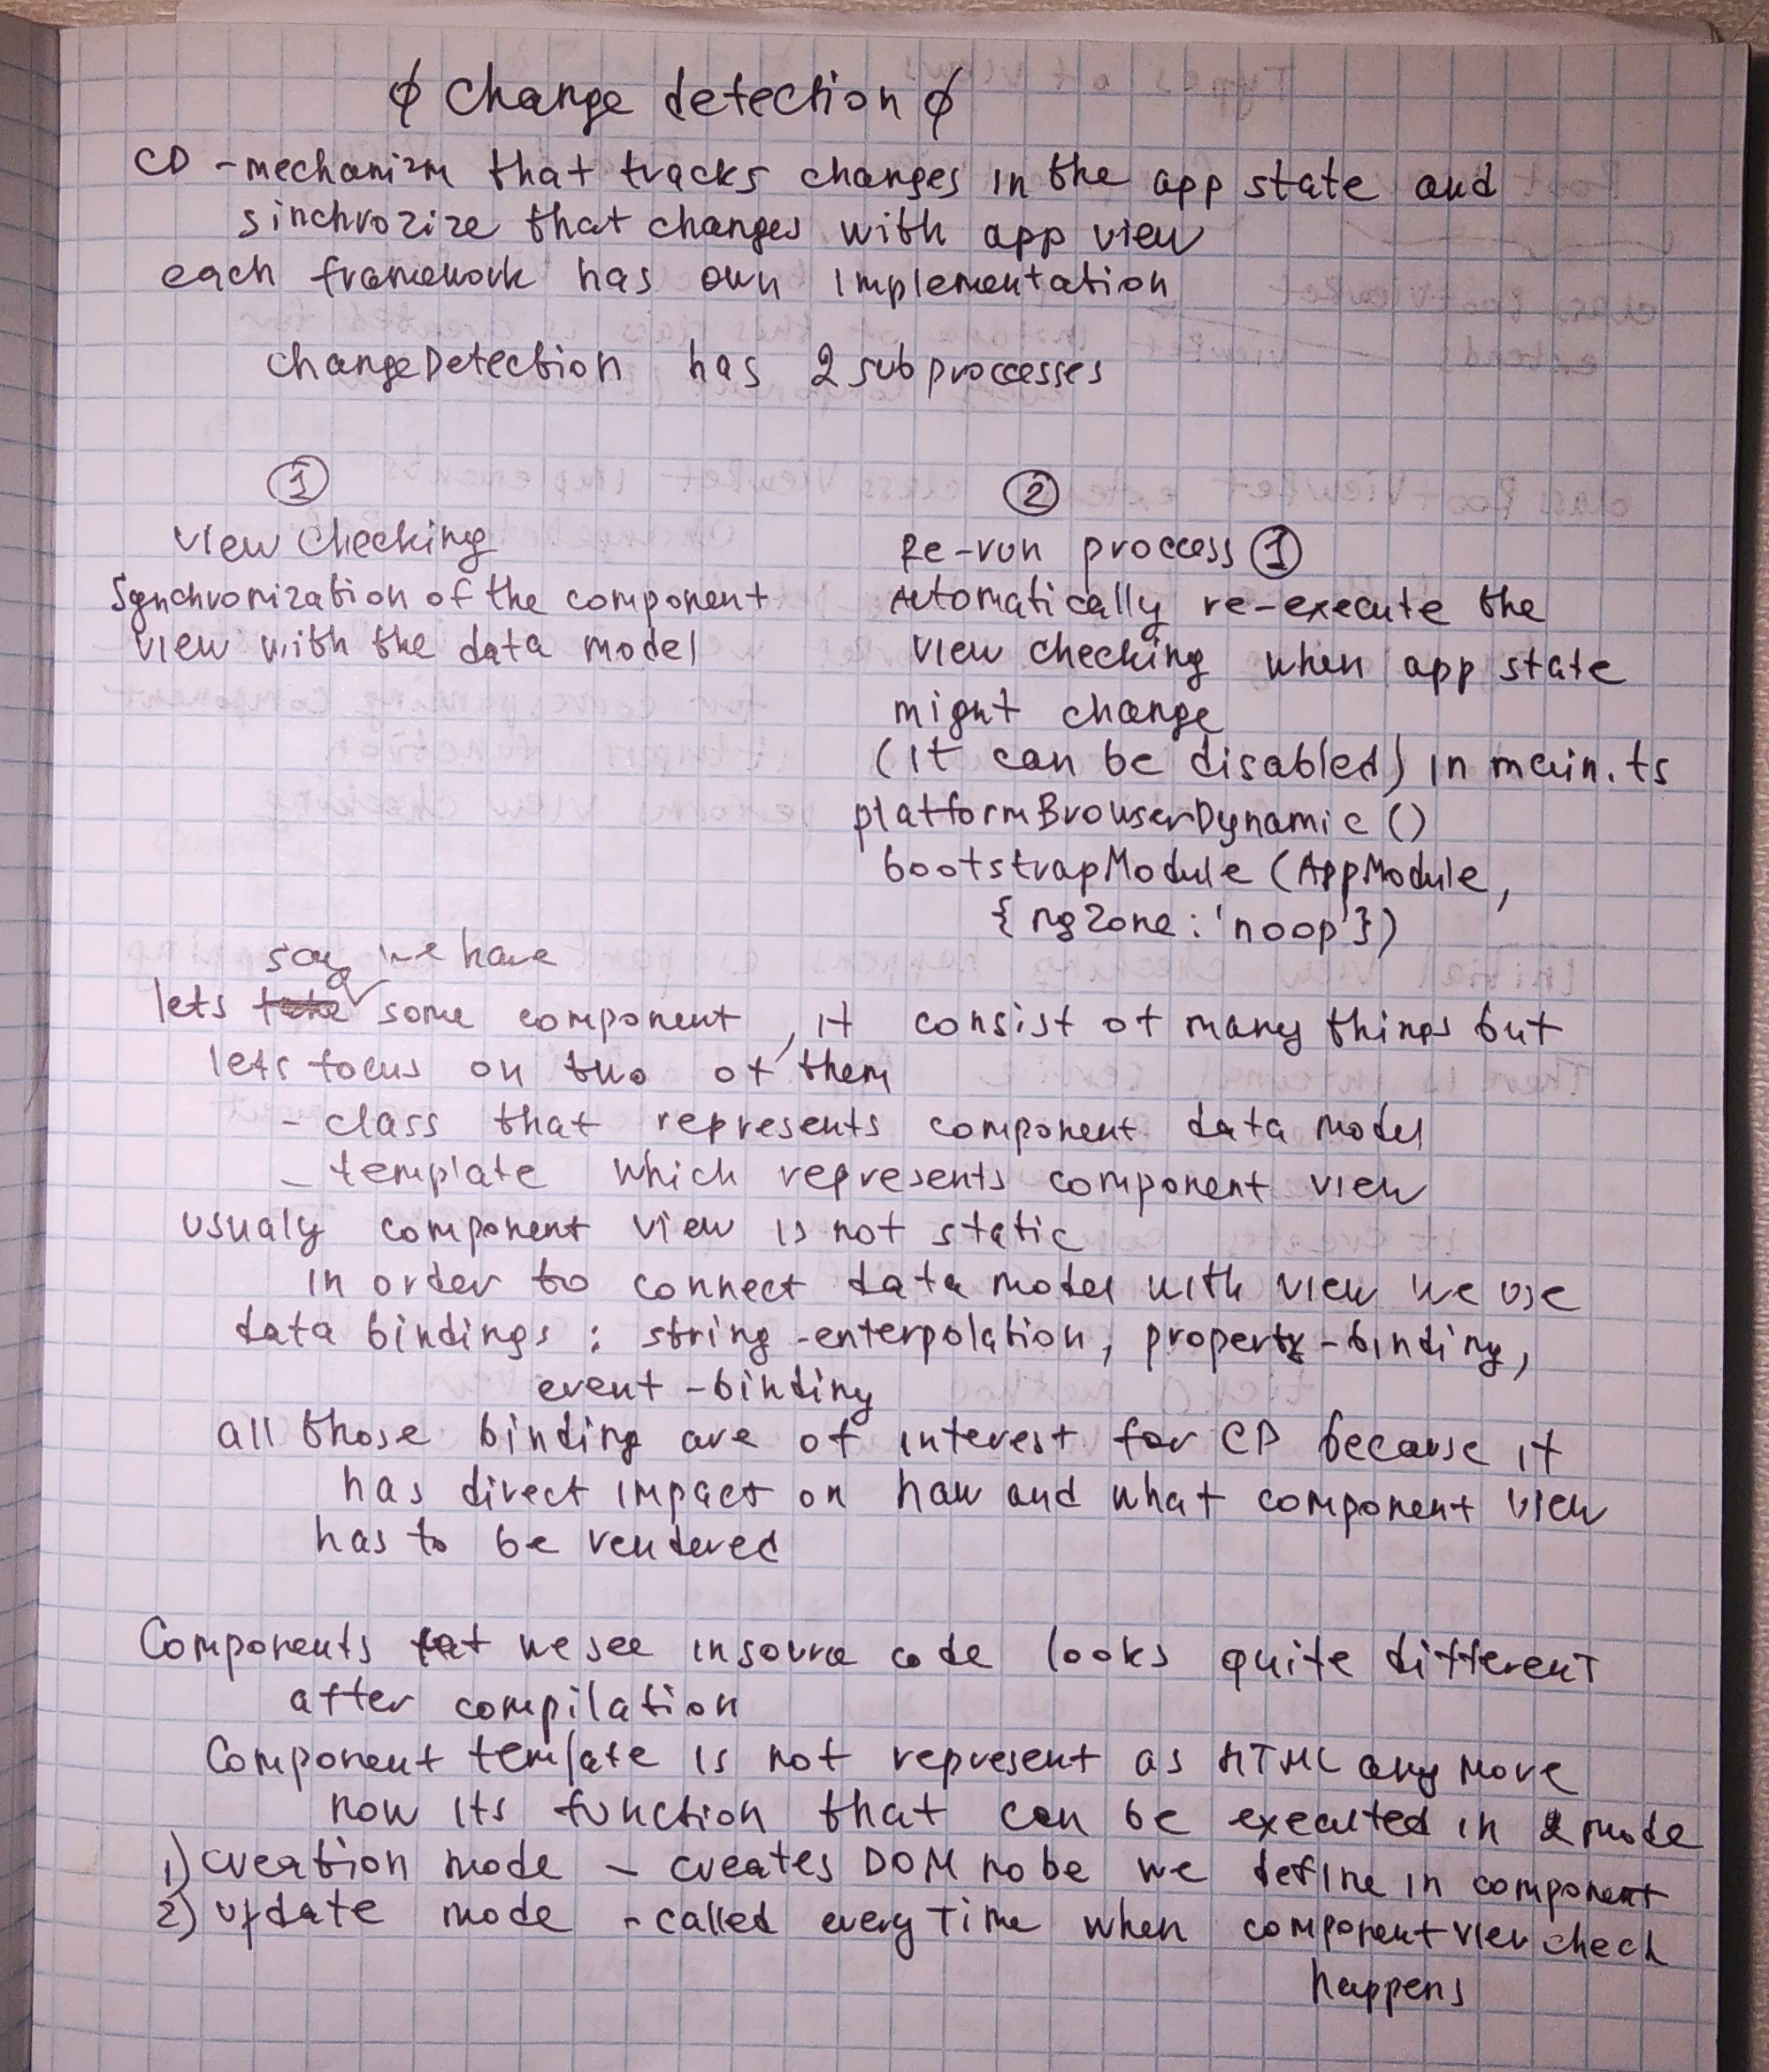 ϕ Change detection ϕ
CD - mechanizm that tracks changes in the app state and
sinchrozize that changes with app view
each framework has own implementation
changeDetection has 2 subproccesses
①
View checking
Synchronization of the component
view with the data model
②
Re-run proccess ①
Automatically re-execute the
view checking when app state
might change
(it can be disabled) in main.ts
platformBrowserDynamic()
bootstrapModule (AppModule,
{ngZone: 'noop'})
say we have
lets some component, it consist of many things but
lets focus on two of them
- class that represents component data model
- template which represents component view
usualy component view is not static
in order to connect data model with view we use
data bindings: string-enterpolation, property-binding,
event-binding
all those binding are of interest for CD because it
has direct impact on how and what component view
has to be rendered
Components tat we see in source code looks quite different
after compilation
Component template is not represent as HTML any more
now its function that can be executed in 2 mode
1) creation mode - creates DOM node we define in component
2) update mode - called every time when component view check
happens